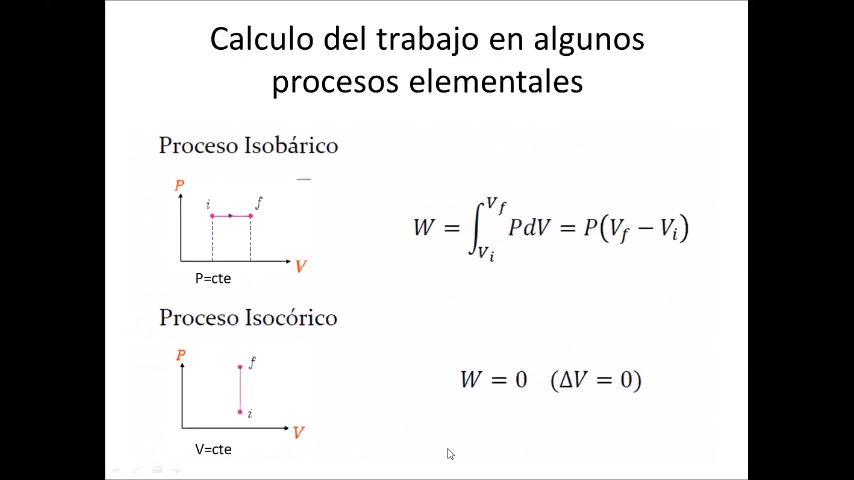 Calculo del trabajo en algunos
procesos elementales
Proceso Isobárico
P
i
f
V
P=cte
W = ∫_{V_i}^{V_f} PdV = P(V_f − V_i)
Proceso Isocórico
P
f
i
V
V=cte
W = 0 (ΔV = 0)